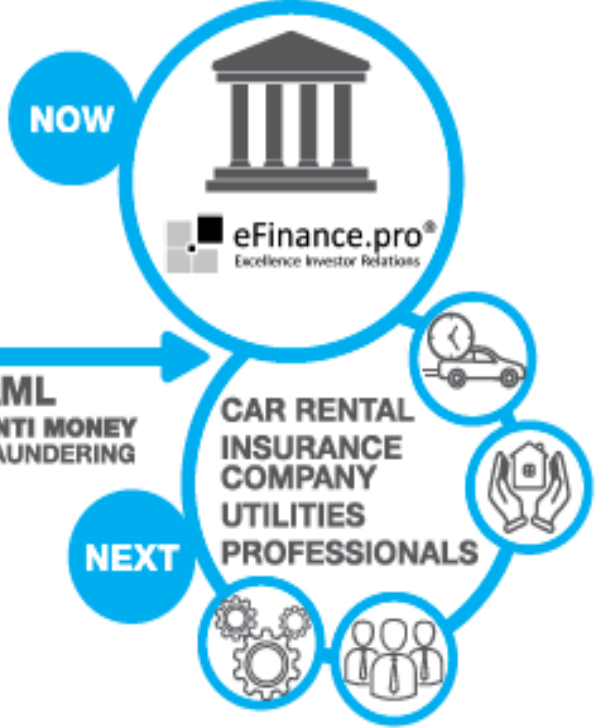 NOW
eFinance.pro®
Excellence Investor Relations
ML
NTI MONEY
AUNDERING
CAR RENTAL
INSURANCE
COMPANY
UTILITIES
PROFESSIONALS
NEXT